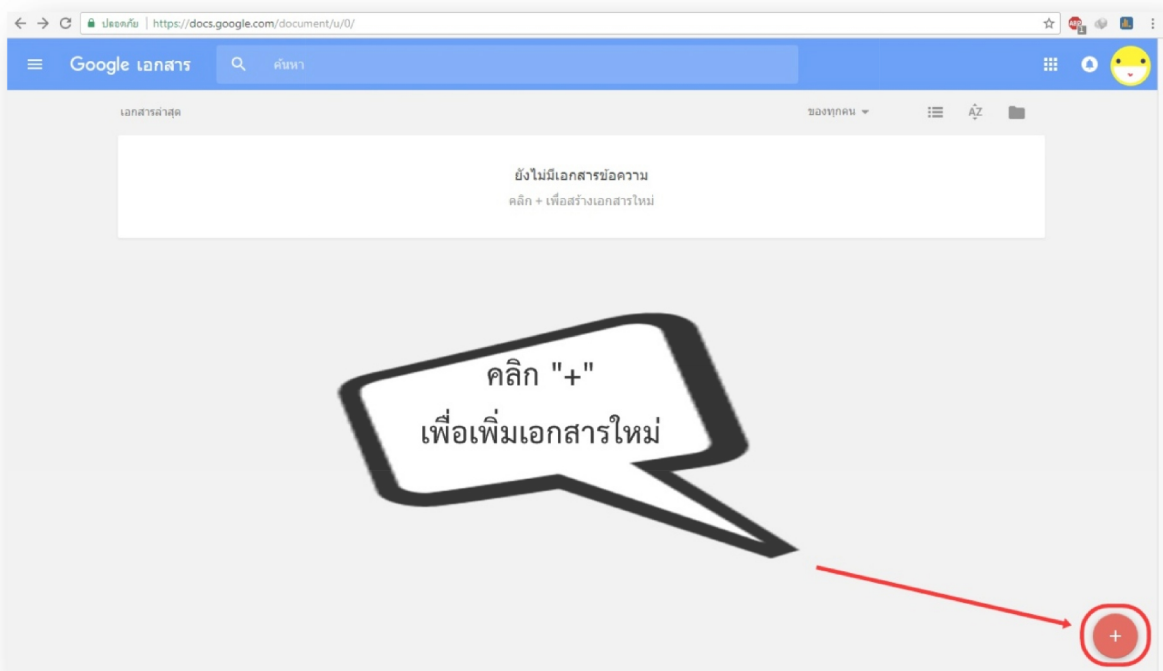 ปลอดภัย | https://docs.google.com/document/u/0/
ABP
1
Google เอกสาร
ค้นหา
เอกสารล่าสุด
ของทุกคน
AZ
ยังไม่มีเอกสารข้อความ
คลิก + เพื่อสร้างเอกสารใหม่
คลิก "+"
เพื่อเพิ่มเอกสารใหม่
+